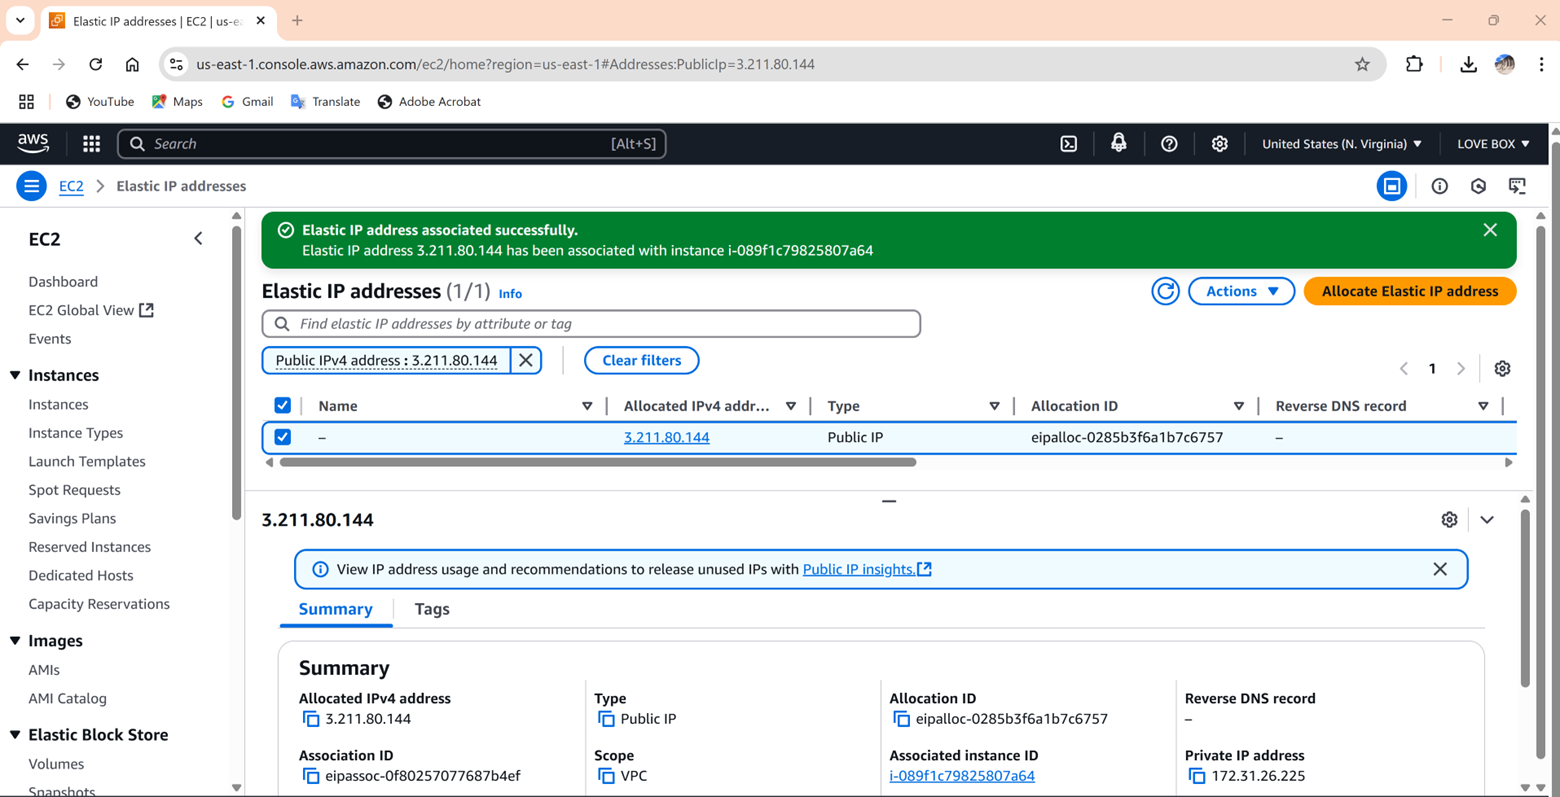 Elastic IP addresses | EC2 | us-ea
us-east-1.console.aws.amazon.com/ec2/home?region=us-east-1#Addresses:PublicIp=3.211.80.144
YouTube Maps Gmail Translate Adobe Acrobat
aws Search [Alt+S] United States (N. Virginia) LOVE BOX
EC2 Elastic IP addresses
EC2
Dashboard
EC2 Global View
Events
Instances
Instances
Instance Types
Launch Templates
Spot Requests
Savings Plans
Reserved Instances
Dedicated Hosts
Capacity Reservations
Images
AMIs
AMI Catalog
Elastic Block Store
Volumes
Snapshots
Elastic IP address associated successfully.
Elastic IP address 3.211.80.144 has been associated with instance i-089f1c79825807a64
Elastic IP addresses (1/1) Info Actions Allocate Elastic IP address
Find elastic IP addresses by attribute or tag
Public IPv4 address : 3.211.80.144 Clear filters
1
Name Allocated IPv4 addr... Type Allocation ID Reverse DNS record
– 3.211.80.144 Public IP eipalloc-0285b3f6a1b7c6757 –
3.211.80.144
View IP address usage and recommendations to release unused IPs with Public IP insights.
Summary Tags
Summary
Allocated IPv4 address Type Allocation ID Reverse DNS record
3.211.80.144 Public IP eipalloc-0285b3f6a1b7c6757 –
Association ID Scope Associated instance ID Private IP address
eipassoc-0f80257077687b4ef VPC i-089f1c79825807a64 172.31.26.225